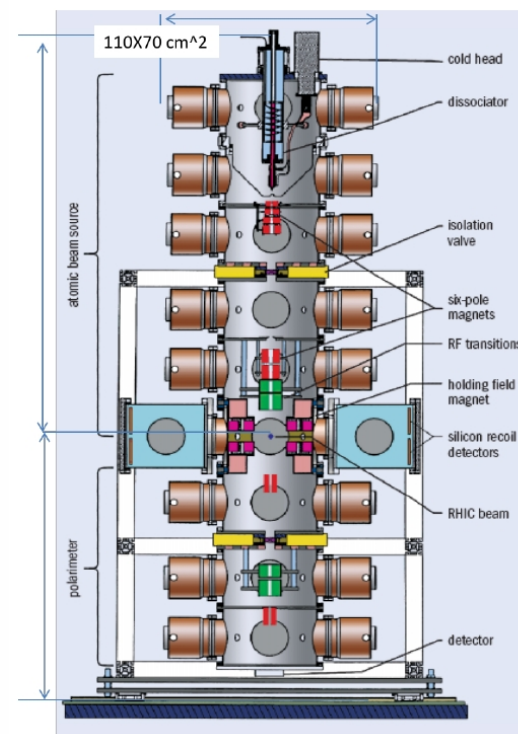 110X70 cm^2
cold head
dissociator
atomic beam source
isolation
valve
six-pole
magnets
RF transitions
holding field
magnet
silicon recoil
detectors
RHIC beam
polarimeter
detector